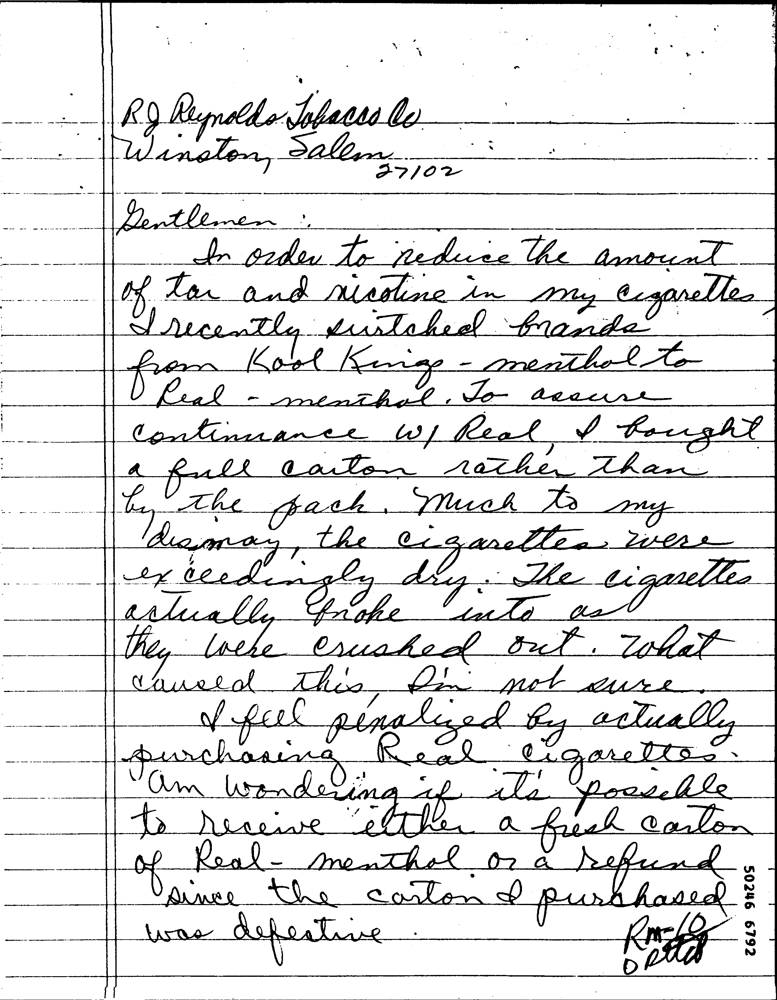 RJ Reynolds Tobacco Co
Winston, Salem
27102
Gentlemen :
In order to reduce the amount
of tar and nicotine in my cigarettes,
I recently switched brands
from Kool Kings - menthol to
Real - menthol. To assure
continuance w/ Real, I bought
a full carton rather than
by the pack. Much to my
dismay, the cigarettes were
exceedingly dry. The cigarettes
actually broke into as
they were crushed out. What
caused this, I'm not sure.
I feel penalized by actually
purchasing Real cigarettes.
Am wondering if it's possible
to receive either a fresh carton
of Real - menthol or a refund
since the carton I purchased
was defective.
RM-10
50246 6792